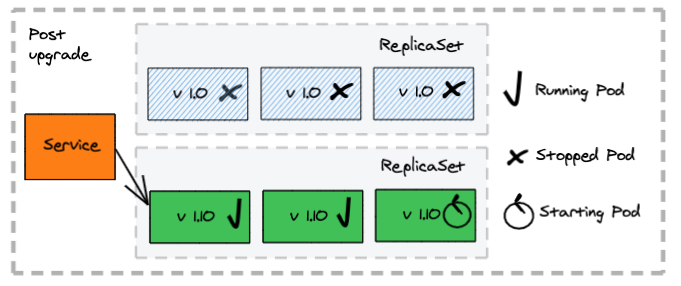 Post
upgrade
ReplicaSet
v 1.0
v 1.0
v 1.0
Service
ReplicaSet
v 1.10
v 1.10
v 1.10
Running Pod
Stopped Pod
Starting Pod